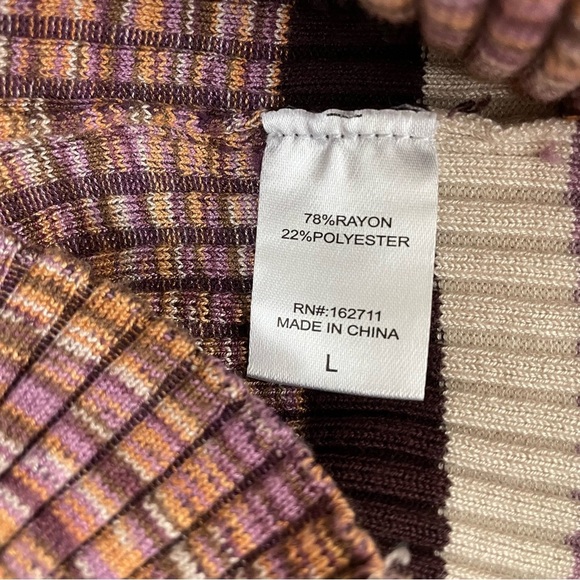 78%RAYON
22%POLYESTER
RN#:162711
MADE IN CHINA
L